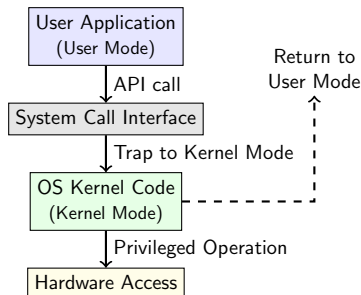 User Application
(User Mode)
Return to
User Mode
API call
System Call Interface
Trap to Kernel Mode
OS Kernel Code
(Kernel Mode)
Privileged Operation
Hardware Access